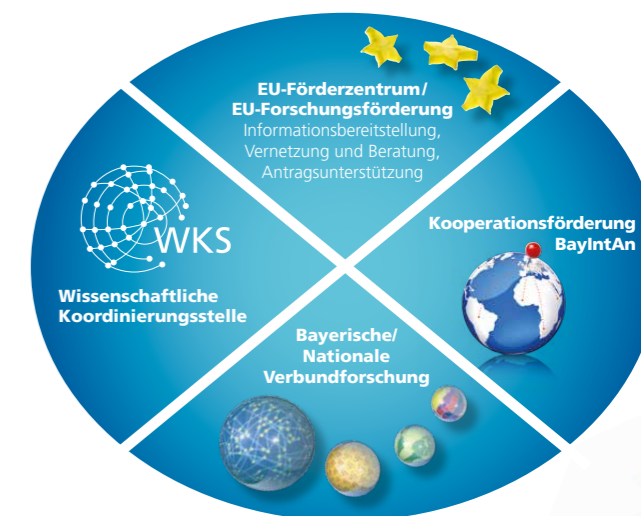 EU-Förderzentrum/
EU-Forschungsförderung
Informationsbereitstellung,
Vernetzung und Beratung,
Antragsunterstützung
WKS
Wissenschaftliche
Koordinierungsstelle
Kooperationsförderung
BayIntAn
Bayerische/
Nationale
Verbundforschung